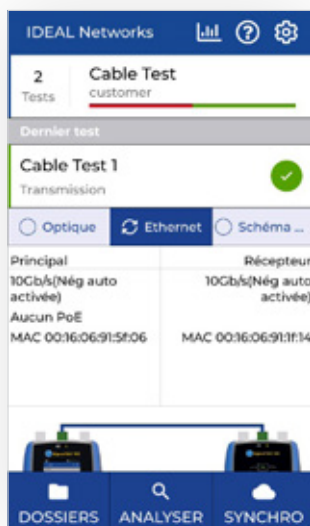 IDEAL Networks
2 Cable Test
Tests customer
Dernier test
Cable Test 1
Transmission
Optique Ethernet Schéma ...
Principal Récepteur
10Gb/s(Nég auto 10Gb/s(Nég auto
activée) activée)
Aucun PoE
MAC 00:16:06:91:5f:06 MAC 00:16:06:91:1f:14
DOSSIERS ANALYSER SYNCHRO